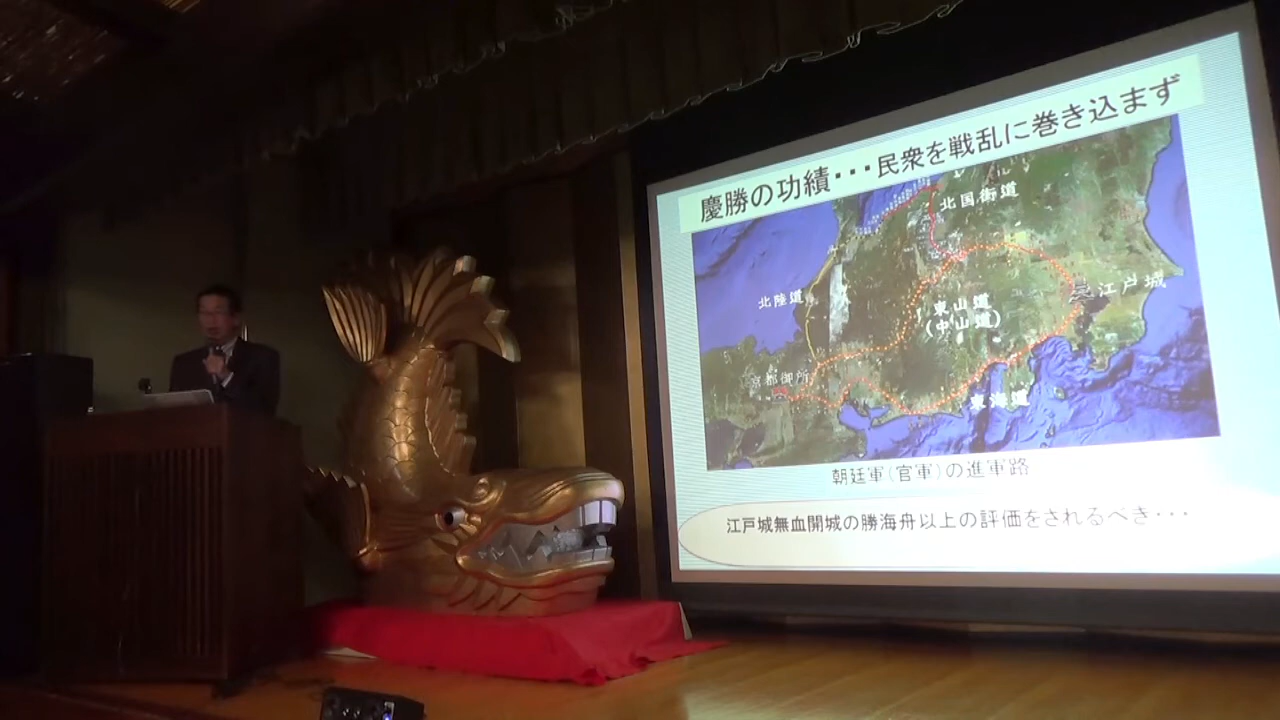 慶勝の功績・・・民衆を戦乱に巻き込まず
北国街道
北陸道
江戸城
東山道
(中山道)
京都御所
東海道
朝廷軍(官軍)の進軍路
江戸城無血開城の勝海舟以上の評価をされるべき・・・